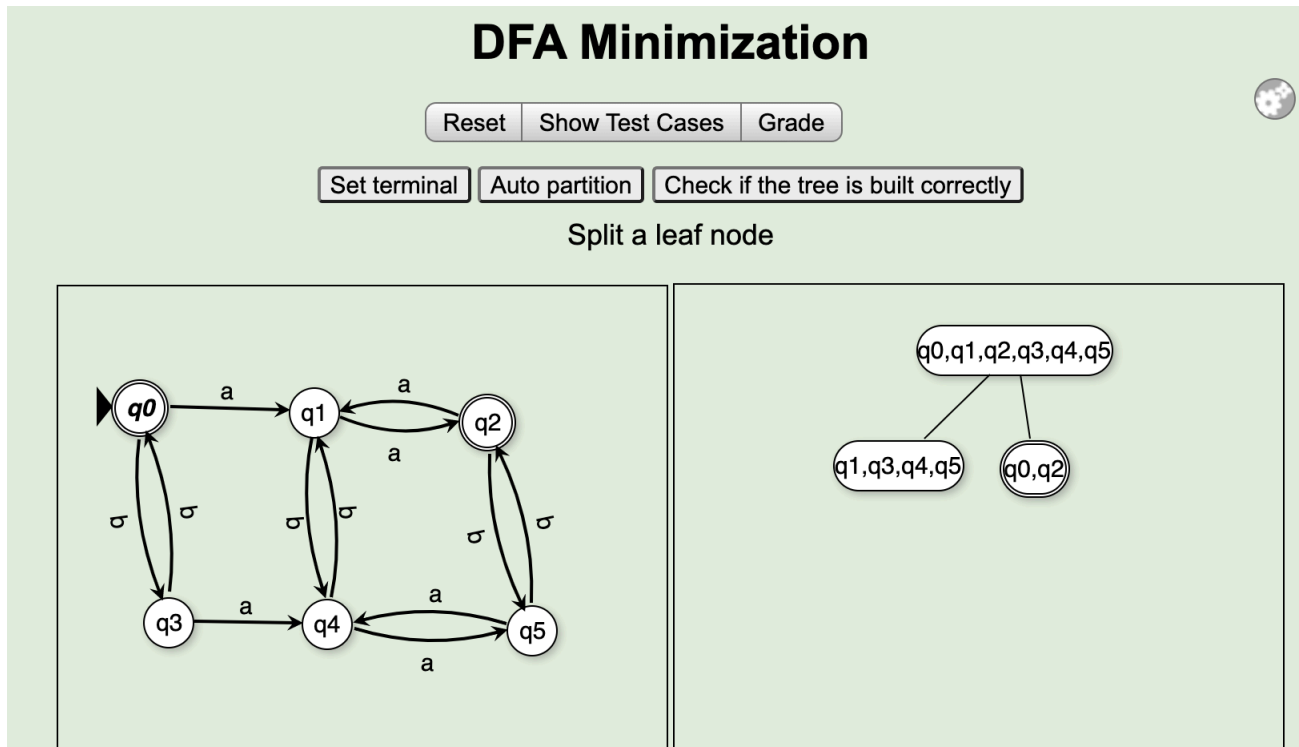 DFA Minimization
Reset Show Test Cases Grade
Set terminal Auto partition Check if the tree is built correctly
Split a leaf node
q0,q1,q2,q3,q4,q5
q1,q3,q4,q5 q0,q2
a a
q0 q1 q2
a
b b b b b b
a a
q3 q4 q5
a